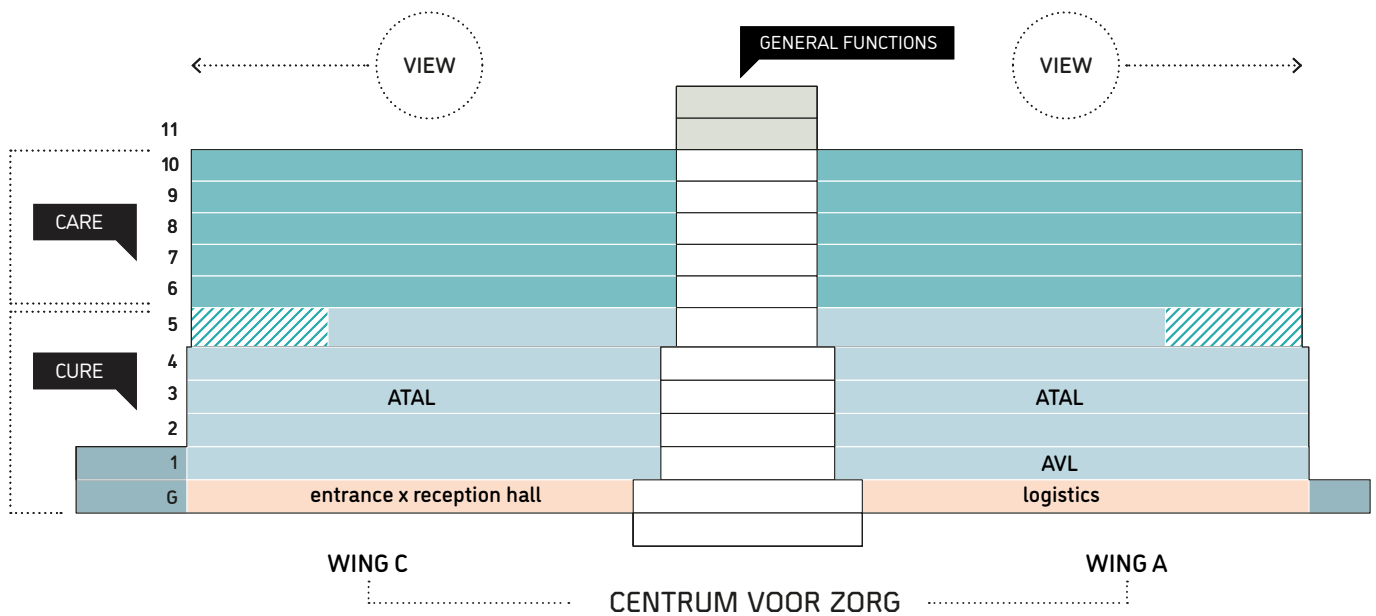 GENERAL FUNCTIONS
VIEW
VIEW
11
10
9
CARE
8
7
6
5
4
CURE
3
ATAL
ATAL
2
1
AVL
G
entrance x reception hall
logistics
WING C
WING A
CENTRUM VOOR ZORG